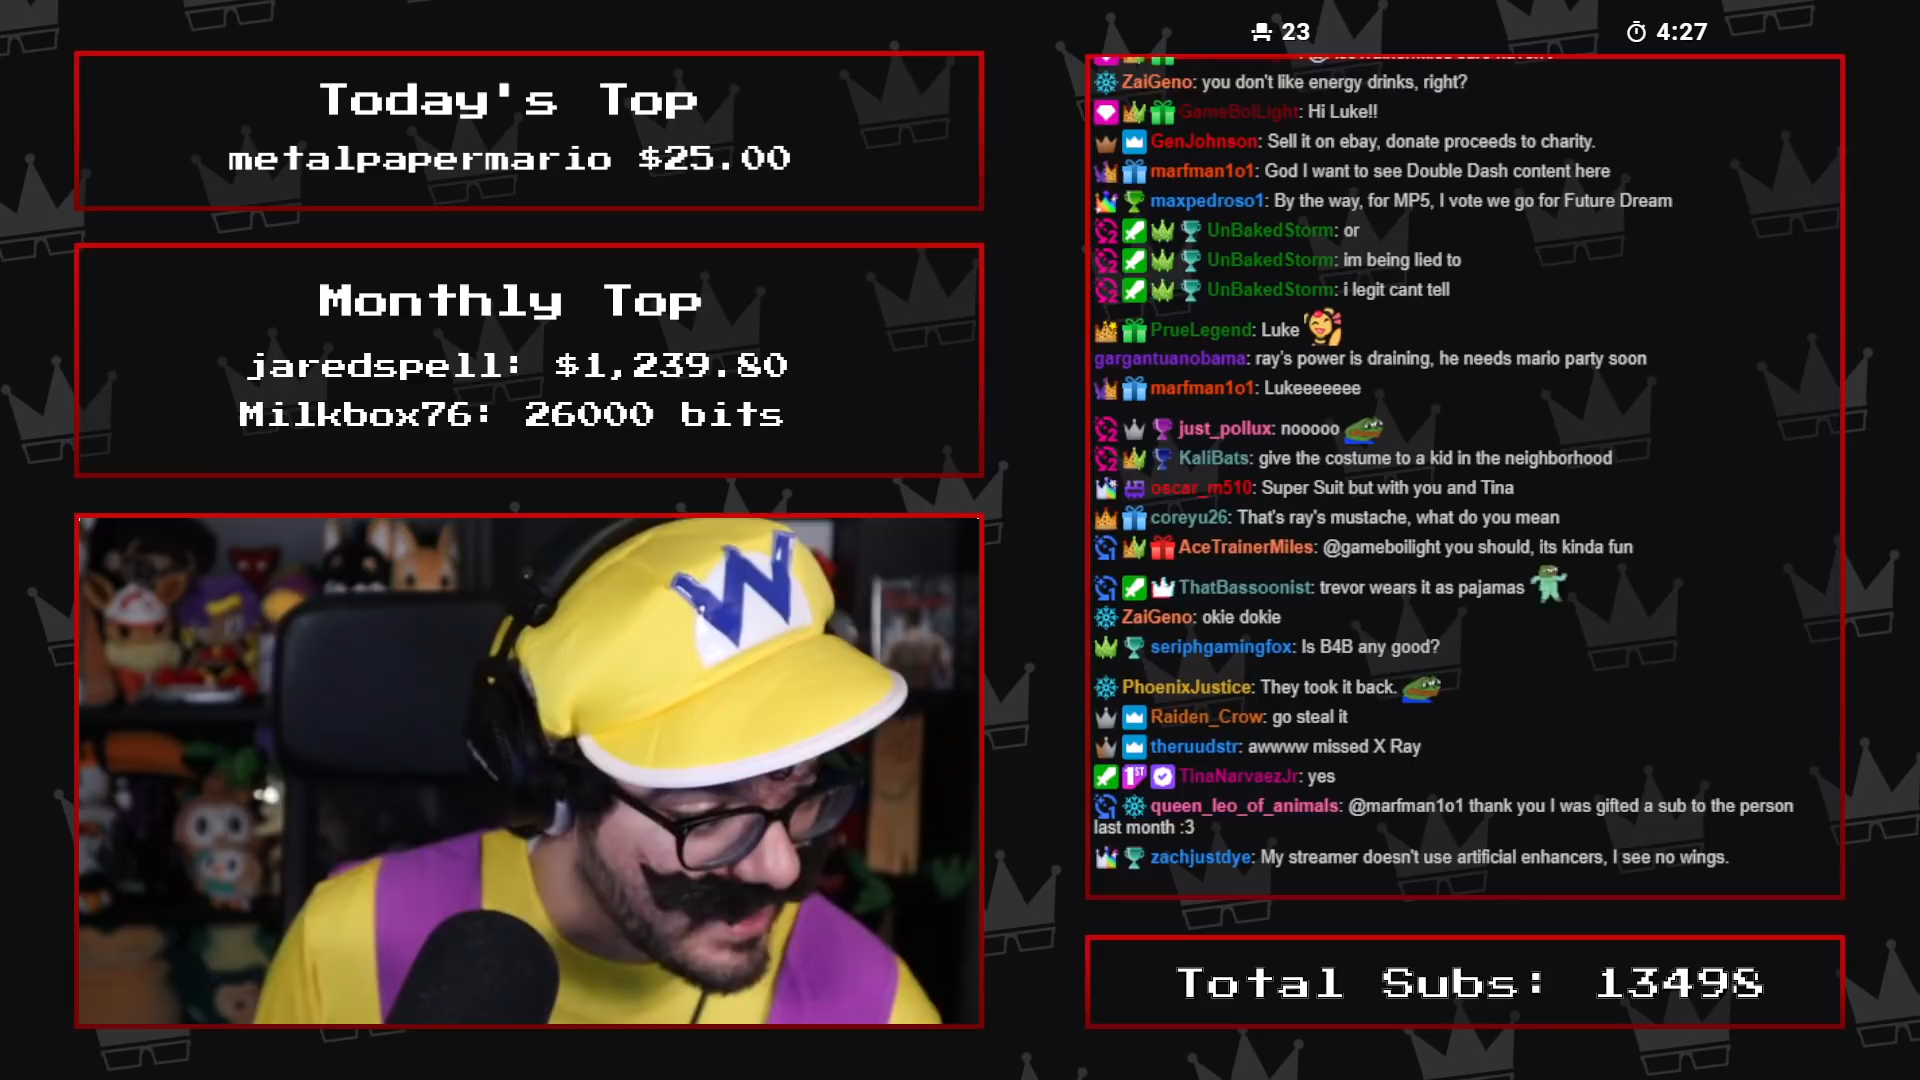 Today's Top
metalpapermario $25.00
Monthly Top
jaredspell: $1,239.80
Milkbox76: 26000 bits
W
23
4:27
ZaiGeno: you don't like energy drinks, right?
GameBoiLight: Hi Luke!!
GenJohnson: Sell it on ebay, donate proceeds to charity.
marfman1o1: God I want to see Double Dash content here
maxpedroso1: By the way, for MP5, I vote we go for Future Dream
UnBakedStorm: or
UnBakedStorm: im being lied to
UnBakedStorm: i legit cant tell
PrueLegend: Luke
gargantuanobama: ray's power is draining, he needs mario party soon
marfman1o1: Lukeeeeeee
just_pollux: nooooo
KaliBats: give the costume to a kid in the neighborhood
oscar_m510: Super Suit but with you and Tina
coreyu26: That's ray's mustache, what do you mean
AceTrainerMiles: @gameboilight you should, its kinda fun
ThatBassoonist: trevor wears it as pajamas
ZaiGeno: okie dokie
seriphgamingfox: Is B4B any good?
PhoenixJustice: They took it back.
Raiden_Crow: go steal it
theruudstr: awwww missed X Ray
1ST TinaNarvaezJr: yes
queen_leo_of_animals: @marfman1o1 thank you I was gifted a sub to the person
last month :3
zachjustdye: My streamer doesn't use artificial enhancers, I see no wings.
Total Subs: 13498